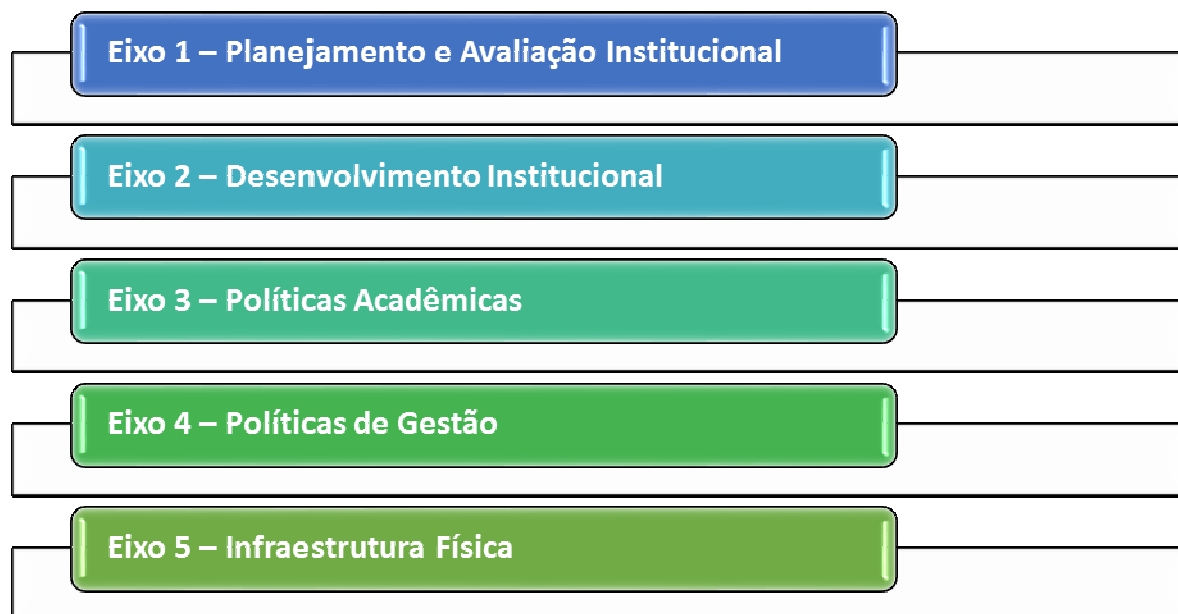 Eixo 1 – Planejamento e Avaliação Institucional
Eixo 2 – Desenvolvimento Institucional
Eixo 3 – Políticas Acadêmicas
Eixo 4 – Políticas de Gestão
Eixo 5 – Infraestrutura Física